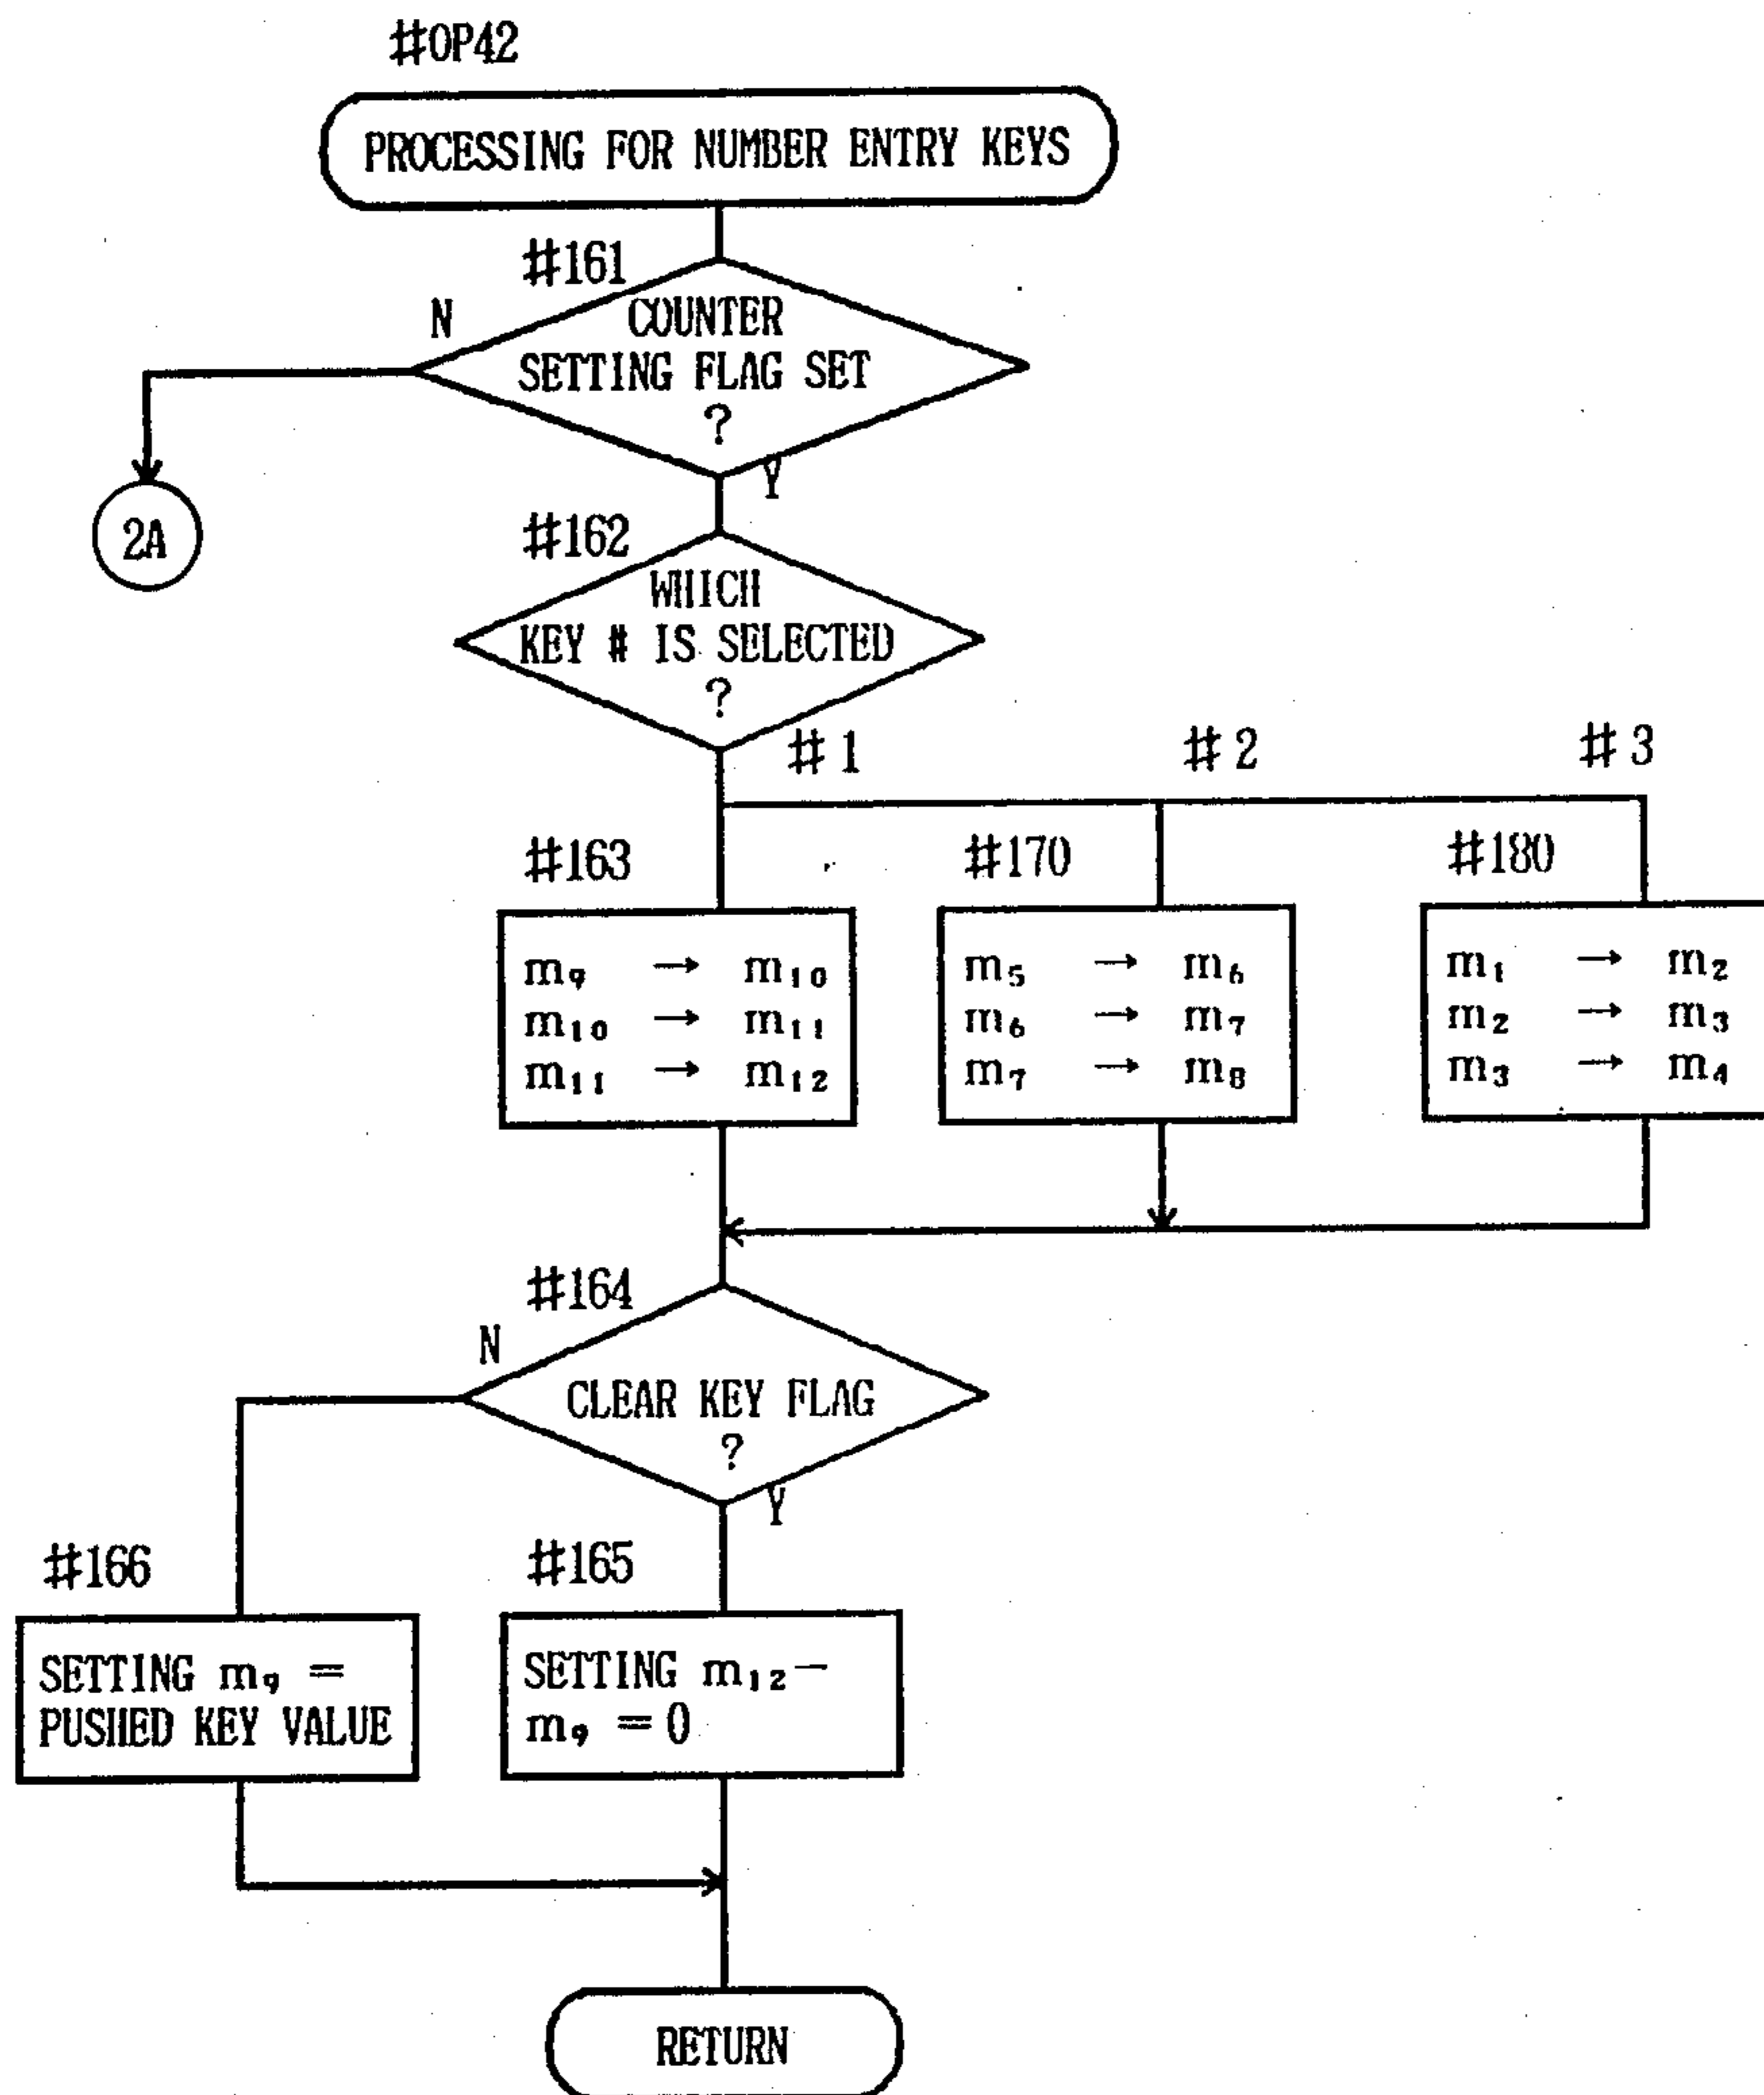 #OP42
PROCESSING FOR NUMBER ENTRY KEYS
#161
N
COUNTER
SETTING FLAG SET
?
Y
2A
#162
WHICH
KEY # IS SELECTED
?
#1
#2
#3
#163
m₉ → m₁₀
m₁₀ → m₁₁
m₁₁ → m₁₂
#170
m₅ → m₆
m₆ → m₇
m₇ → m₈
#180
m₁ → m₂
m₂ → m₃
m₃ → m₄
#164
N
CLEAR KEY FLAG
?
Y
#166
SETTING m₉ =
PUSHED KEY VALUE
#165
SETTING m₁₂−
m₉ = 0
RETURN